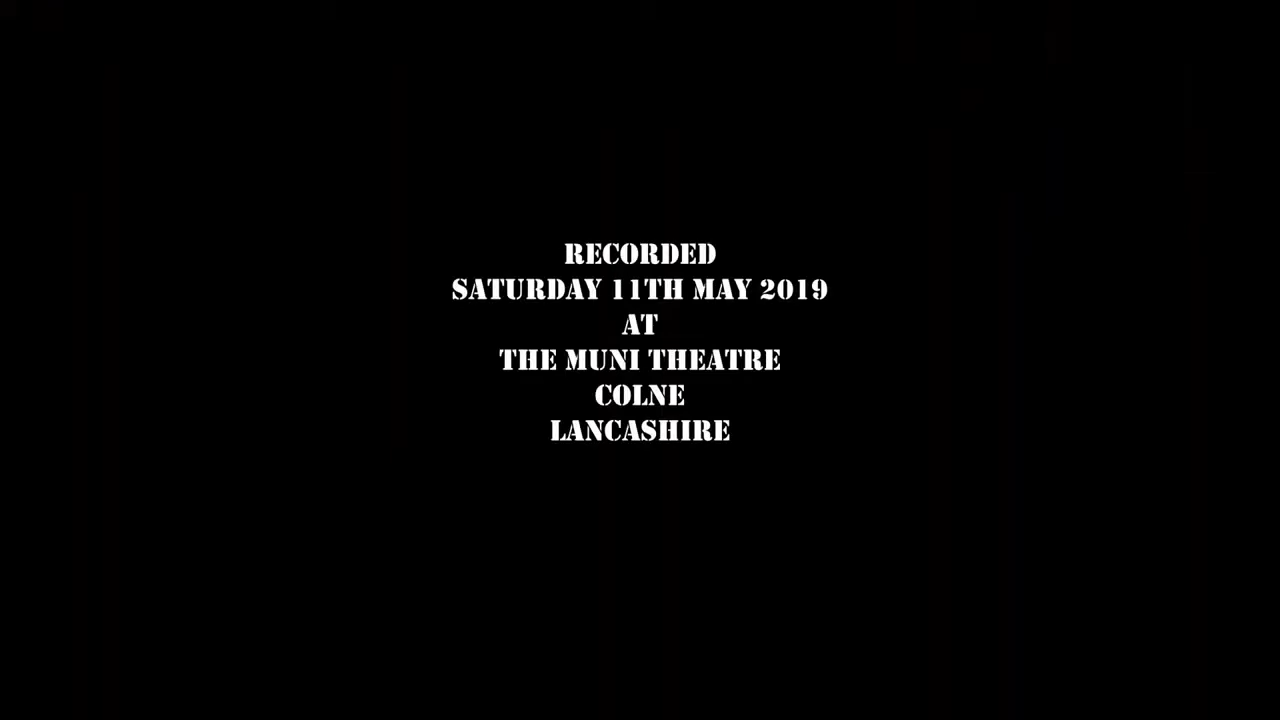 RECORDED
SATURDAY 11TH MAY 2019
AT
THE MUNI THEATRE
COLNE
LANCASHIRE